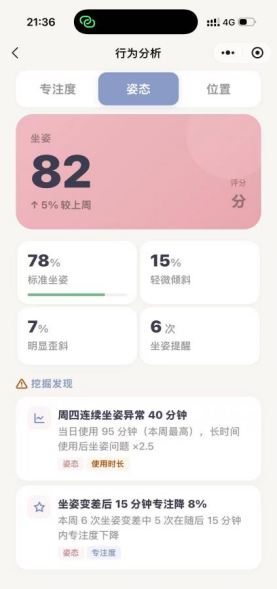 21:36
4G
行为分析
专注度 姿态 位置
坐姿
82
评分
↑ 5% 较上周
分
78% 15%
标准坐姿 轻微倾斜
7% 6 次
明显歪斜 坐姿提醒
挖掘发现
周四连续坐姿异常 40 分钟
当日使用 95 分钟（本周最高），长时间
使用后坐姿问题 ×2.5
姿态 使用时长
坐姿变差后 15 分钟专注降 8%
本周 6 次坐姿变差中 5 次在随后 15 分钟
内专注度下降
姿态 专注度